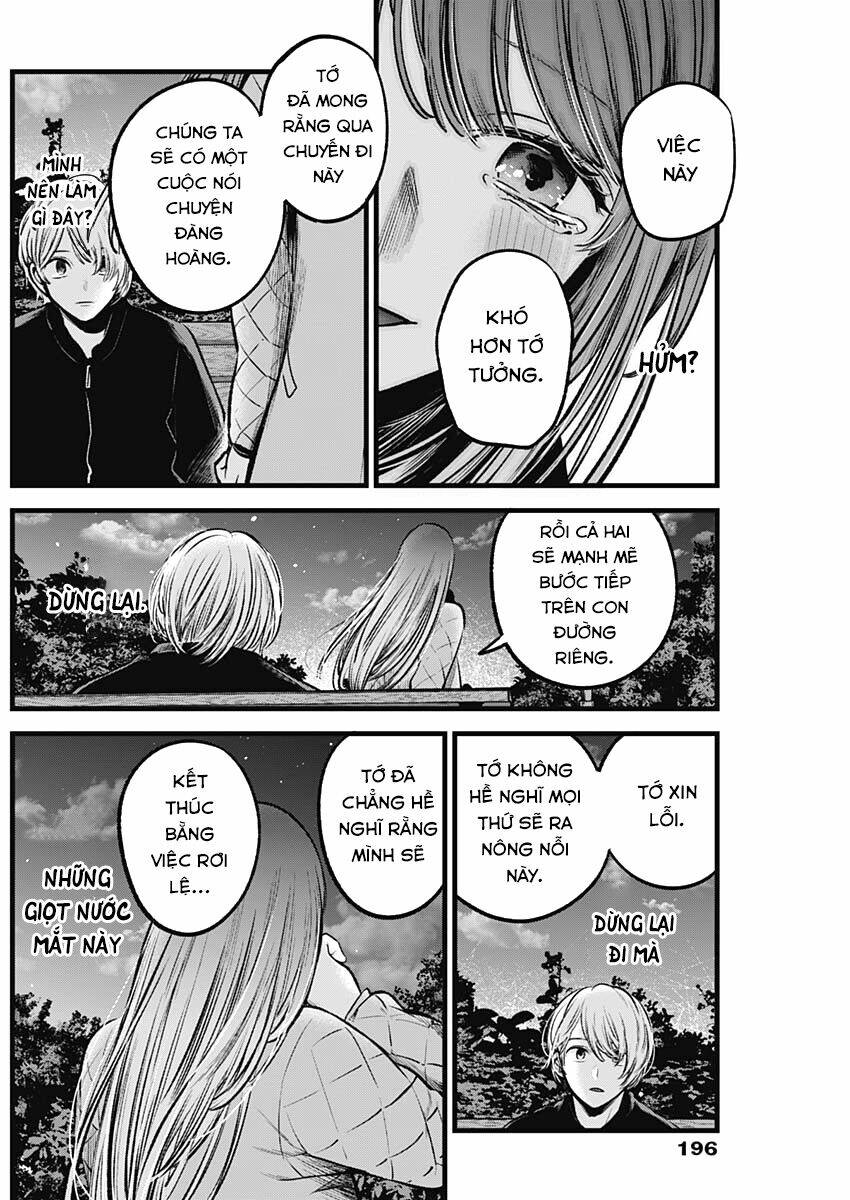 VIỆC
NÀY
KHÓ
HƠN TỚ
TƯỞNG.
HỬM?
TỚ
ĐÃ MONG
RẰNG QUA
CHUYẾN ĐI
NÀY
CHÚNG TA
SẼ CÓ MỘT
CUỘC NÓI
CHUYỆN
ĐÀNG
HOÀNG.
MÌNH
NÊN LÀM
GÌ ĐÂY?
RỒI CẢ HAI
SẼ MẠNH MẼ
BƯỚC TIẾP
TRÊN CON
ĐƯỜNG
RIÊNG.
DỪNG LẠI.
TỚ XIN
LỖI.
TỚ KHÔNG
HỀ NGHĨ MỌI
THỨ SẼ RA
NÔNG NỖI
NÀY.
DỪNG LẠI
ĐI MÀ
TỚ ĐÃ
CHẲNG HỀ
NGHĨ RẰNG
MÌNH SẼ
KẾT
THÚC
BẰNG
VIỆC RƠI
LỆ...
NHỮNG
GIỌT NƯỚC
MẮT NÀY
196